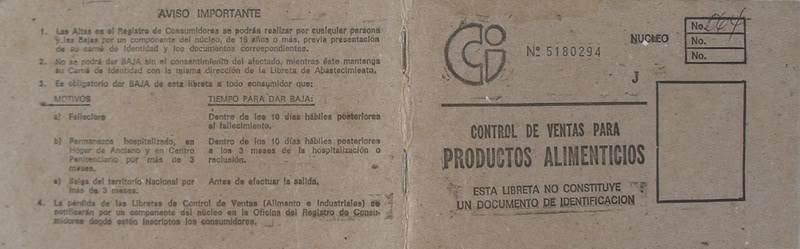 AVISO IMPORTANTE
1. Las Altas en el Registro de Consumidores se podrán realizar por cualquier persona
y las Bajas por un componente del núcleo, de 16 años o más, previa presentación
de su carné de Identidad y los documentos correspondientes.
2. No se podrá dar BAJA sin el consentimiento del afectado, mientras éste mantenga
su Carné de Identidad con la misma dirección de la Libreta de Abastecimiento.
3. Es obligatorio dar BAJA de esta libreta a todo consumidor que:
MOTIVOS TIEMPO PARA DAR BAJA:
a) Falleciere Dentro de los 10 días hábiles posteriores
al fallecimiento.
b) Permanezca hospitalizado, en Dentro de los 10 días hábiles posteriores
Hogar de Anciano y en Centro a los 3 meses de la hospitalización o
Penitenciario por más de 3 reclusión.
meses.
c) Salga del territorio Nacional por Antes de efectuar la salida.
más de 3 meses.
4. La pérdida de las Libretas de Control de Ventas (Alimento e Industriales) se
notificarán por un componente del núcleo en la Oficina del Registro de Consu-
midores donde están inscriptos los consumidores.
Nº 5180294
NUCLEO
No.
No.
No.
J
CONTROL DE VENTAS PARA
PRODUCTOS ALIMENTICIOS
ESTA LIBRETA NO CONSTITUYE
UN DOCUMENTO DE IDENTIFICACION